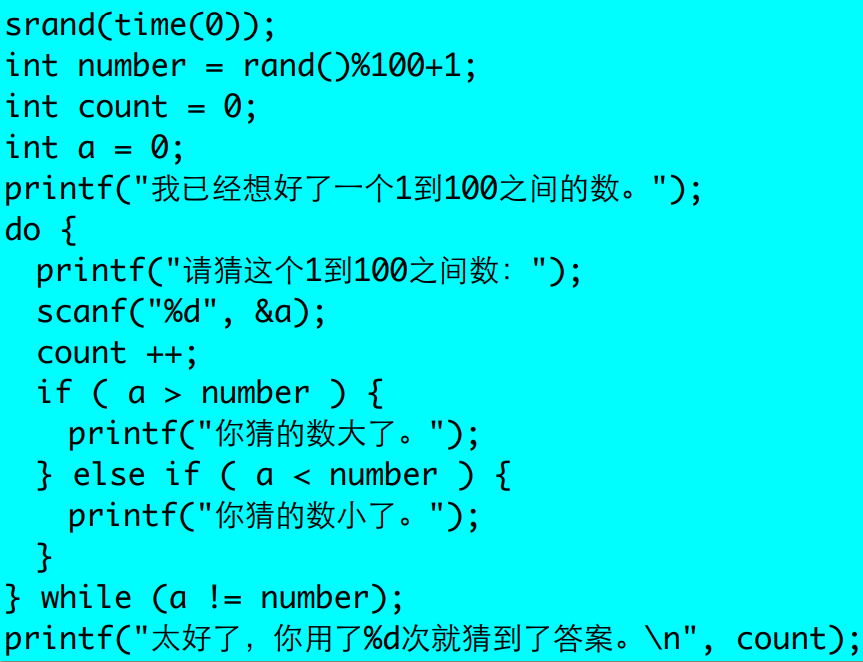 srand(time(0));
int number = rand()%100+1;
int count = 0;
int a = 0;
printf("我已经想好了一个1到100之间的数。");
do {
  printf("请猜这个1到100之间数：");
  scanf("%d", &a);
  count ++;
  if ( a > number ) {
    printf("你猜的数大了。");
  } else if ( a < number ) {
    printf("你猜的数小了。");
  }
} while (a != number);
printf("太好了，你用了%d次就猜到了答案。\n", count);